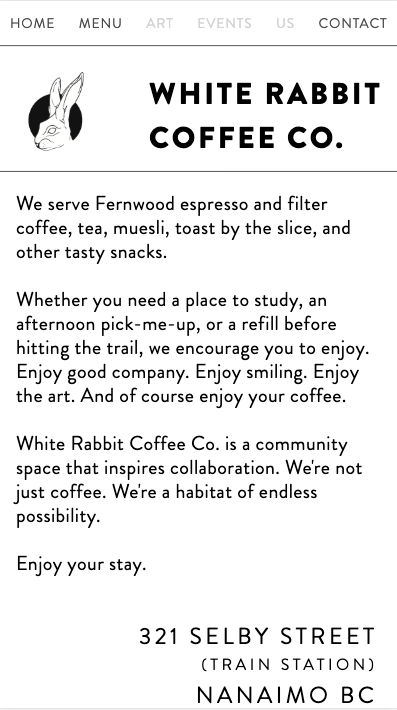 HOME MENU ART EVENTS US CONTACT
WHITE RABBIT
COFFEE CO.
We serve Fernwood espresso and filter
coffee, tea, muesli, toast by the slice, and
other tasty snacks.
Whether you need a place to study, an
afternoon pick-me-up, or a refill before
hitting the trail, we encourage you to enjoy.
Enjoy good company. Enjoy smiling. Enjoy
the art. And of course enjoy your coffee.
White Rabbit Coffee Co. is a community
space that inspires collaboration. We're not
just coffee. We're a habitat of endless
possibility.
Enjoy your stay.
321 SELBY STREET
(TRAIN STATION)
NANAIMO BC